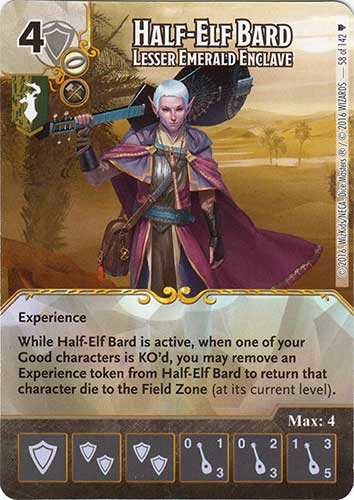 4
HALF-ELF BARD
LESSER EMERALD ENCLAVE
58 of 142
© 2016 WizKids/NECA, Dice Masters ® / © 2016 WIZARDS
Experience
While Half-Elf Bard is active, when one of your
Good characters is KO'd, you may remove an
Experience token from Half-Elf Bard to return that
character die to the Field Zone (at its current level).
Max: 4
0 1 3
0 2 3
1 3 5